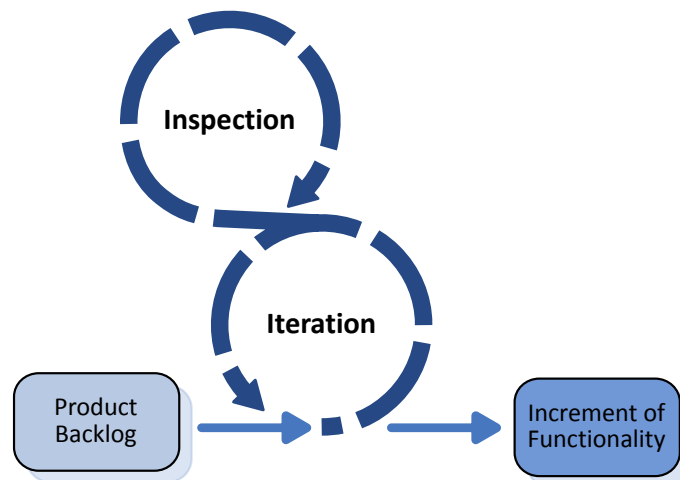 Inspection
Iteration
Product
Backlog
Increment of
Functionality